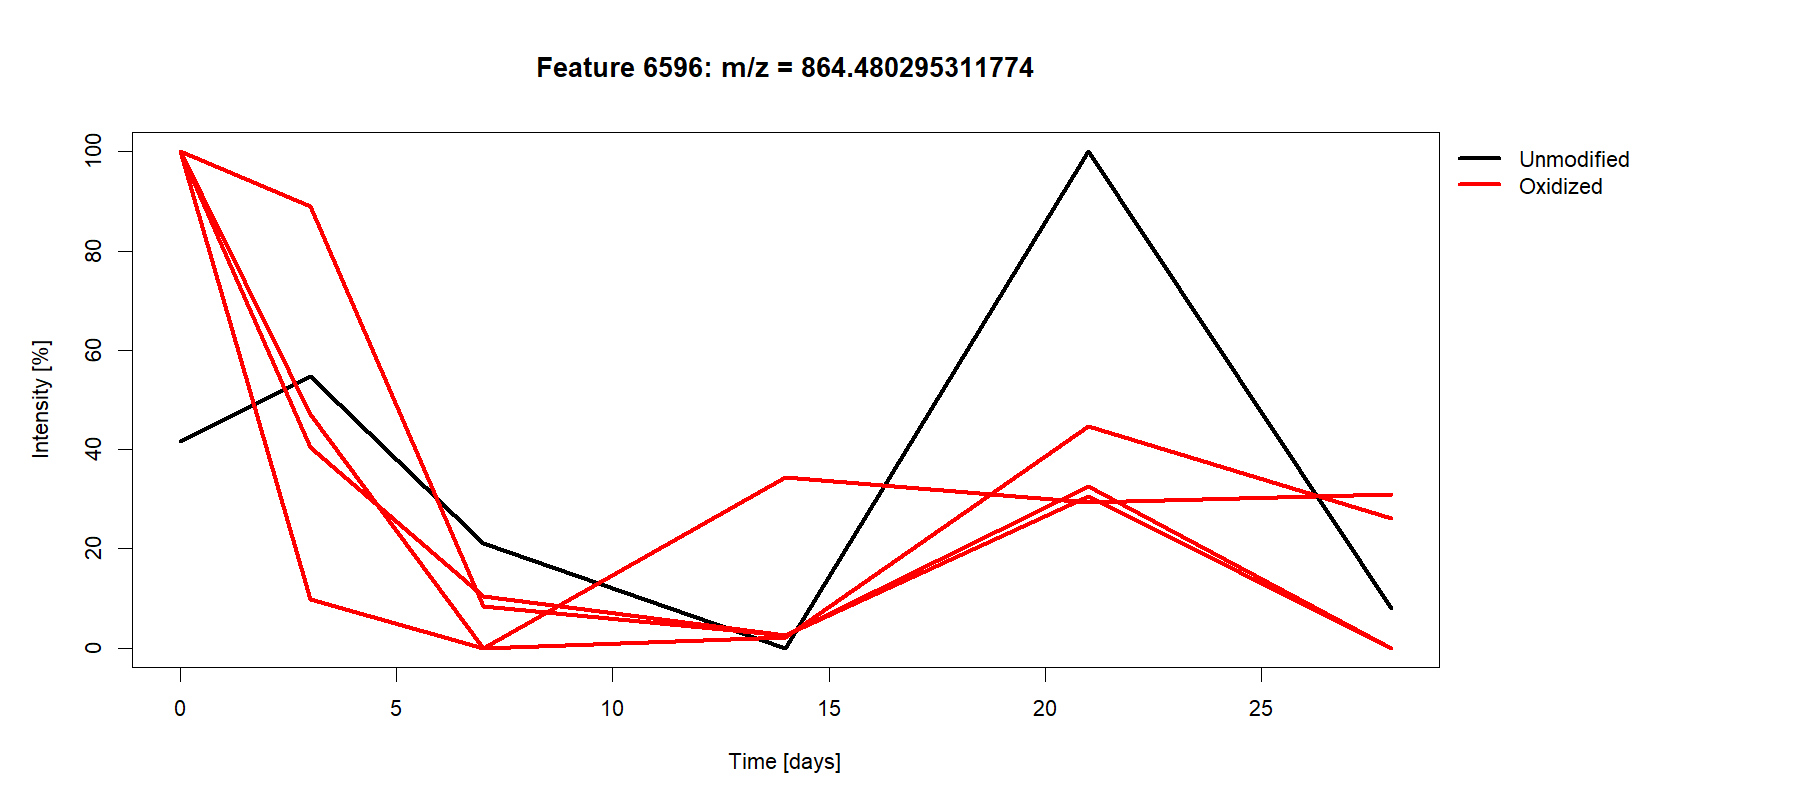 Feature 6596: m/z = 864.480295311774
Unmodified
Oxidized
Intensity [%]
100
80
60
40
20
0
0 5 10 15 20 25
Time [days]